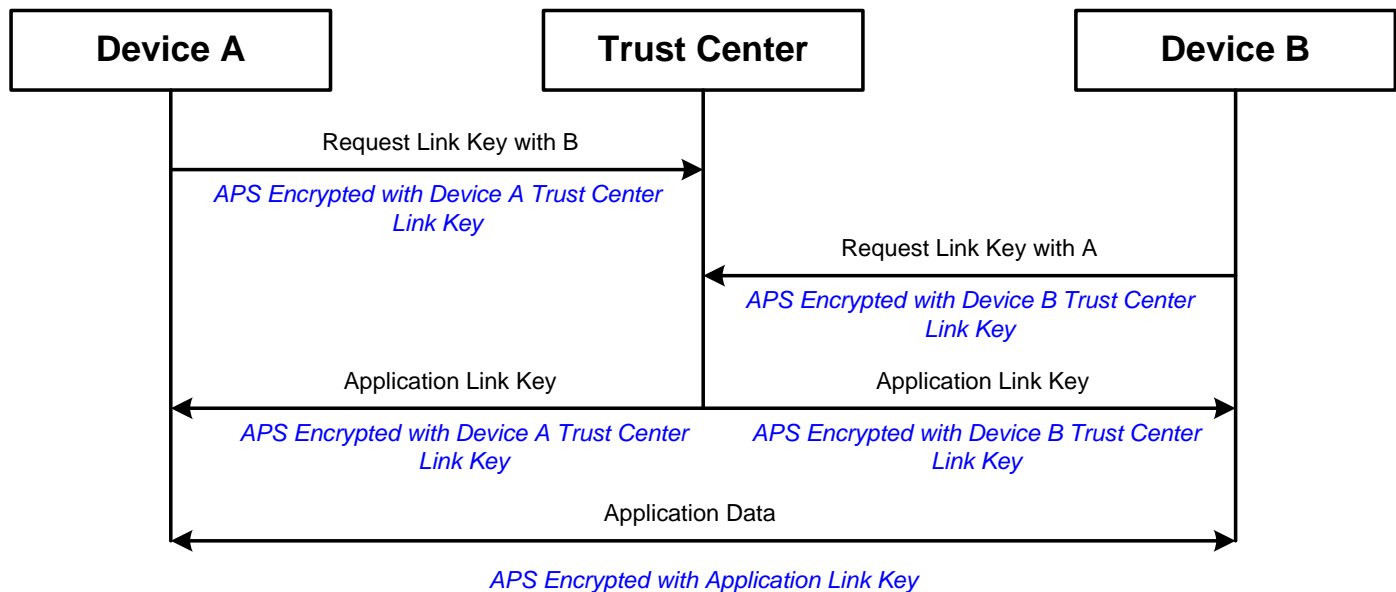 Device A
Trust Center
Device B
Request Link Key with B
APS Encrypted with Device A Trust Center
Link Key
Request Link Key with A
APS Encrypted with Device B Trust Center
Link Key
Application Link Key
Application Link Key
APS Encrypted with Device A Trust Center
Link Key
APS Encrypted with Device B Trust Center
Link Key
Application Data
APS Encrypted with Application Link Key